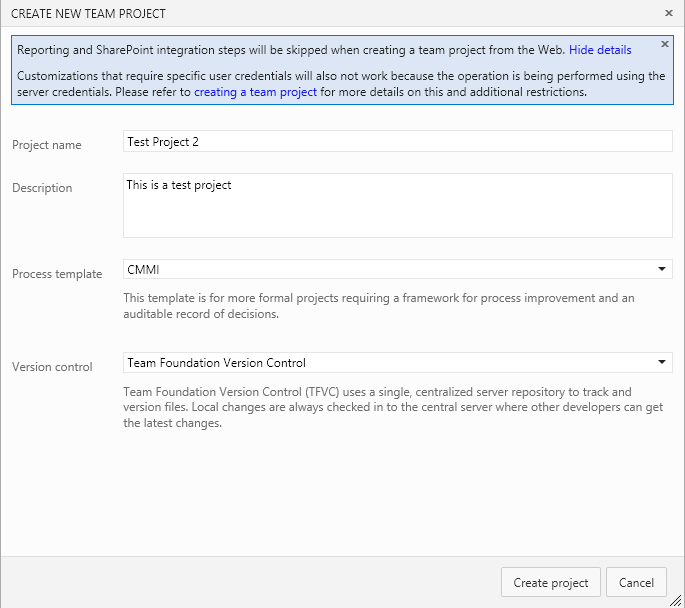 CREATE NEW TEAM PROJECT
Reporting and SharePoint integration steps will be skipped when creating a team project from the Web. Hide details
Customizations that require specific user credentials will also not work because the operation is being performed using the
server credentials. Please refer to creating a team project for more details on this and additional restrictions.
Project name
Test Project 2
Description
This is a test project
Process template
CMMI
This template is for more formal projects requiring a framework for process improvement and an
auditable record of decisions.
Version control
Team Foundation Version Control
Team Foundation Version Control (TFVC) uses a single, centralized server repository to track and
version files. Local changes are always checked in to the central server where other developers can get
the latest changes.
Create project
Cancel